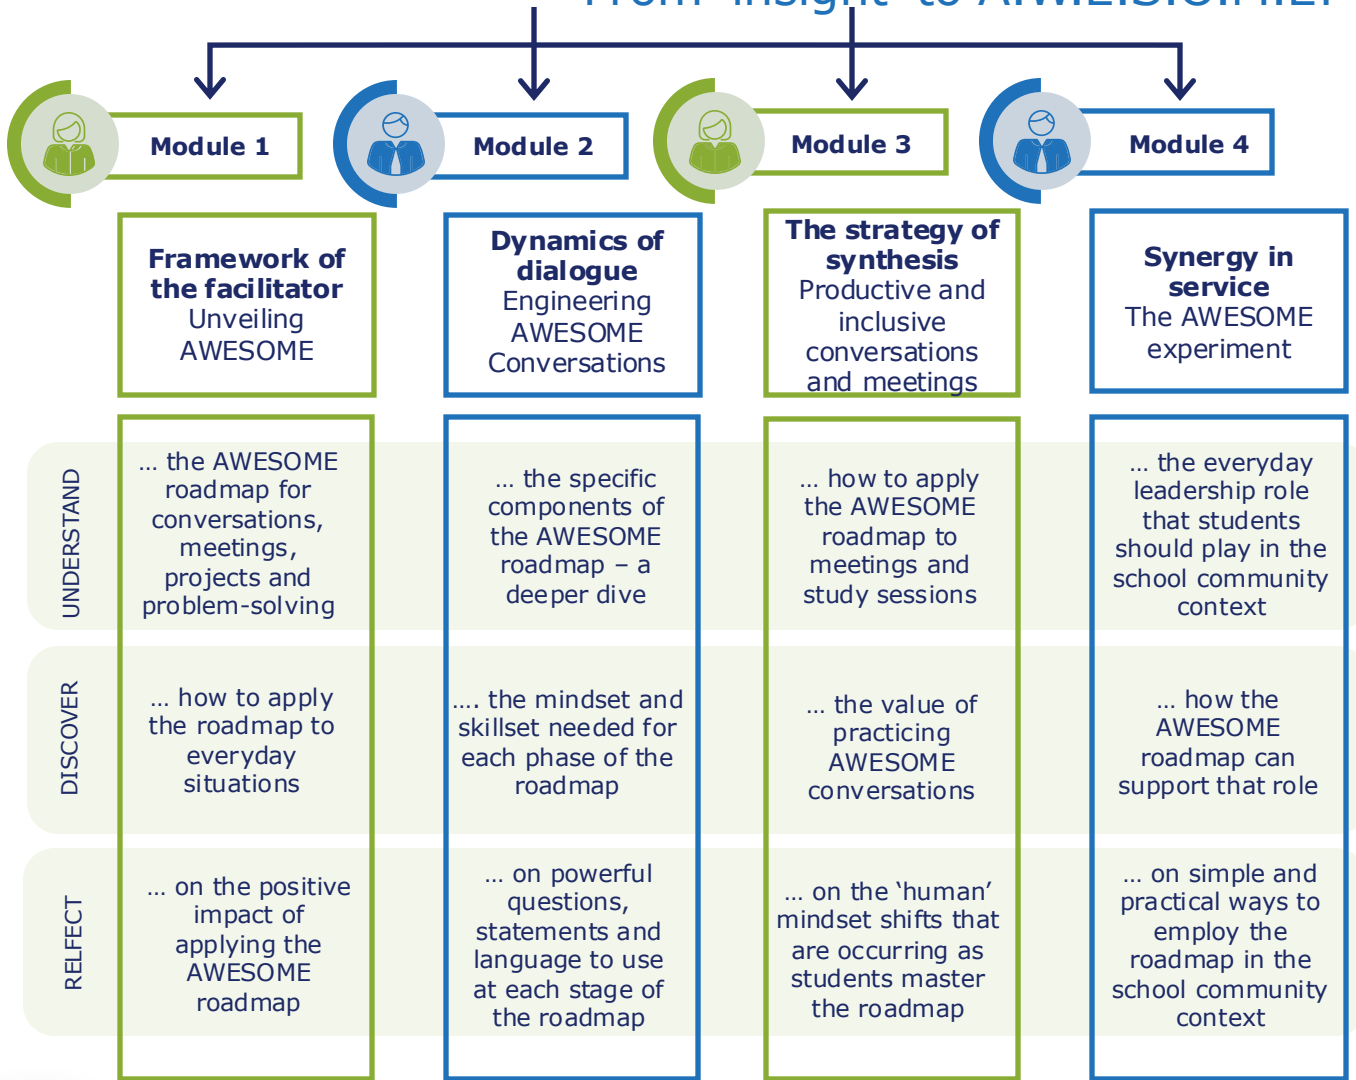 From 'insight' to A.W.E.S.O.M.E.
Module 1
Module 2
Module 3
Module 4
Framework of
the facilitator
Unveiling
AWESOME
Dynamics of
dialogue
Engineering
AWESOME
Conversations
The strategy of
synthesis
Productive and
inclusive
conversations
and meetings
Synergy in
service
The AWESOME
experiment
UNDERSTAND
... the AWESOME
roadmap for
conversations,
meetings,
projects and
problem-solving
... the specific
components of
the AWESOME
roadmap – a
deeper dive
... how to apply
the AWESOME
roadmap to
meetings and
study sessions
... the everyday
leadership role
that students
should play in the
school community
context
DISCOVER
... how to apply
the roadmap to
everyday
situations
.... the mindset and
skillset needed for
each phase of the
roadmap
... the value of
practicing
AWESOME
conversations
... how the
AWESOME
roadmap can
support that role
RELFECT
... on the positive
impact of
applying the
AWESOME
roadmap
... on powerful
questions,
statements and
language to use
at each stage of
the roadmap
... on the ‘human’
mindset shifts that
are occurring as
students master
the roadmap
... on simple and
practical ways to
employ the
roadmap in the
school community
context